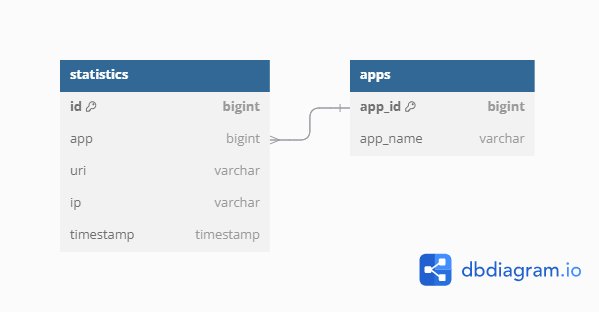 statistics
id bigint
app bigint
uri varchar
ip varchar
timestamp timestamp
apps
app_id bigint
app_name varchar
dbdiagram.io